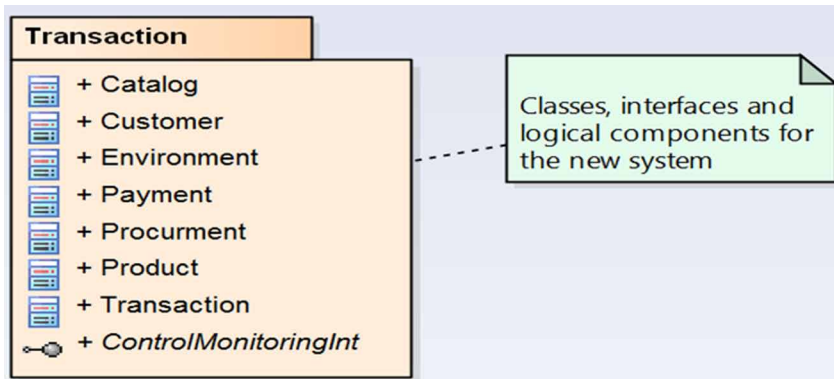 Transaction
+ Catalog
+ Customer
+ Environment
+ Payment
+ Procurment
+ Product
+ Transaction
+ ControlMonitoringInt
Classes, interfaces and
logical components for
the new system